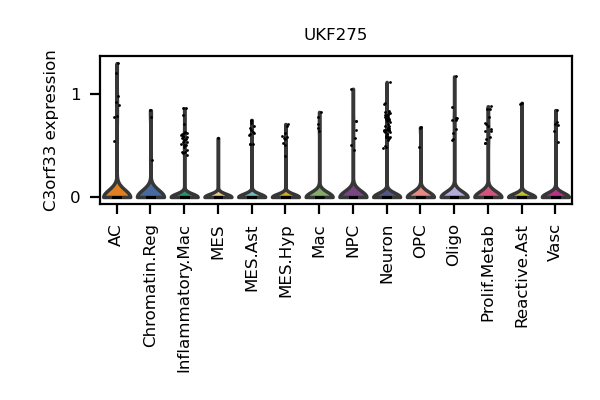 UKF275
C3orf33 expression
1
0
AC
Chromatin.Reg
Inflammatory.Mac
MES
MES.Ast
MES.Hyp
Mac
NPC
Neuron
OPC
Oligo
Prolif.Metab
Reactive.Ast
Vasc